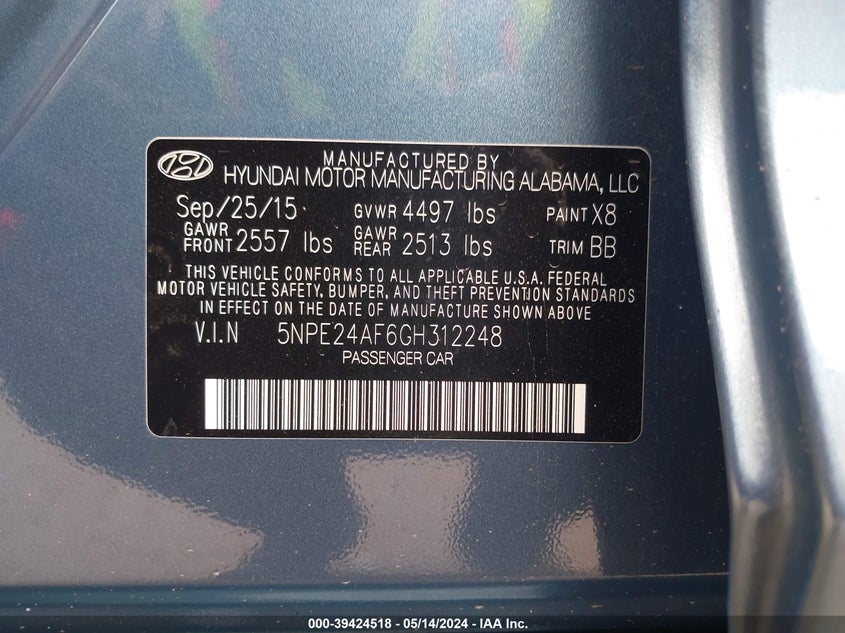 MANUFACTURED BY
HYUNDAI MOTOR MANUFACTURING ALABAMA, LLC
Sep/25/15 GVWR 4497 lbs PAINT X8
GAWR FRONT 2557 lbs GAWR REAR 2513 lbs TRIM BB
THIS VEHICLE CONFORMS TO ALL APPLICABLE U.S.A. FEDERAL
MOTOR VEHICLE SAFETY, BUMPER, AND THEFT PREVENTION STANDARDS
IN EFFECT ON THE DATE OF MANUFACTURE SHOWN ABOVE.
V.I.N 5NPE24AF6GH312248
PASSENGER CAR
000-39424518 - 05/14/2024 - IAA Inc.